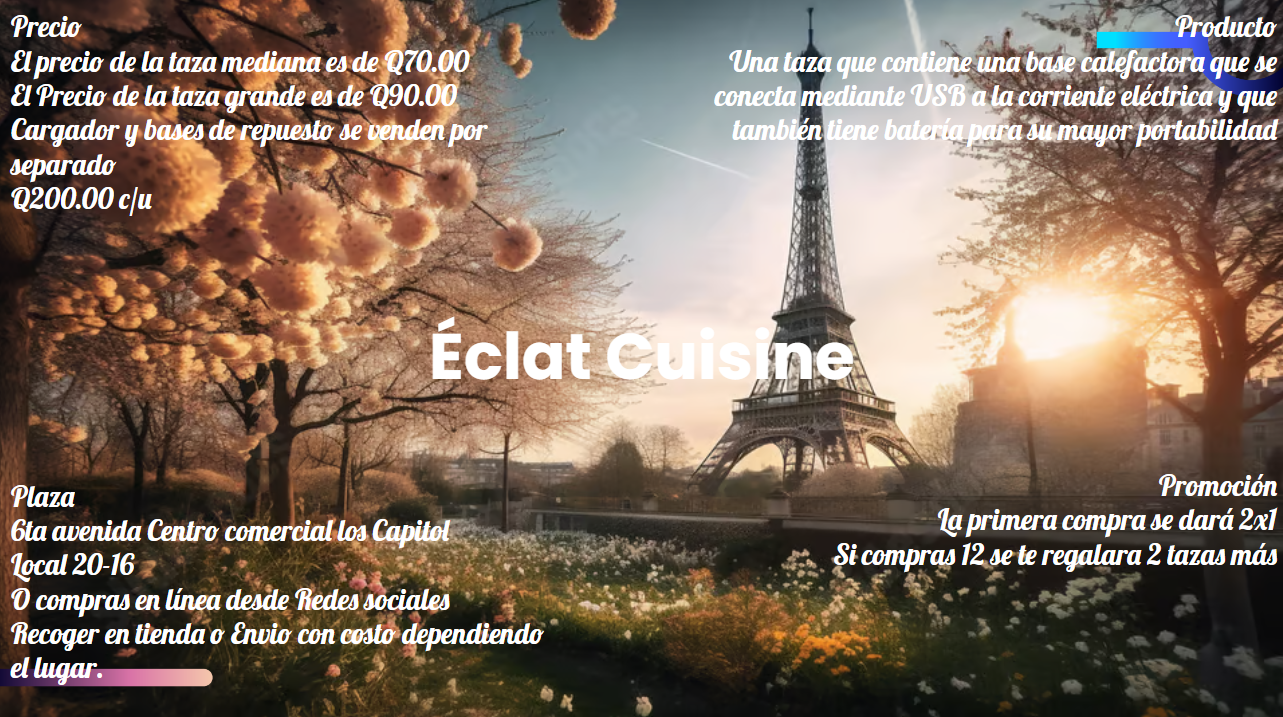 Precio
El precio de la taza mediana es de Q70.00
El Precio de la taza grande es de Q90.00
Cargador y bases de repuesto se venden por
separado
Q200.00 c/u
Producto
Una taza que contiene una base calefactora que se
conecta mediante USB a la corriente eléctrica y que
también tiene batería para su mayor portabilidad
Éclat Cuisine
Plaza
6ta avenida Centro comercial los Capitol
Local 20-16
O compras en línea desde Redes sociales
Recoger en tienda o Envio con costo dependiendo
el lugar.
Promoción
La primera compra se dará 2x1
Si compras 12 se te regalara 2 tazas más